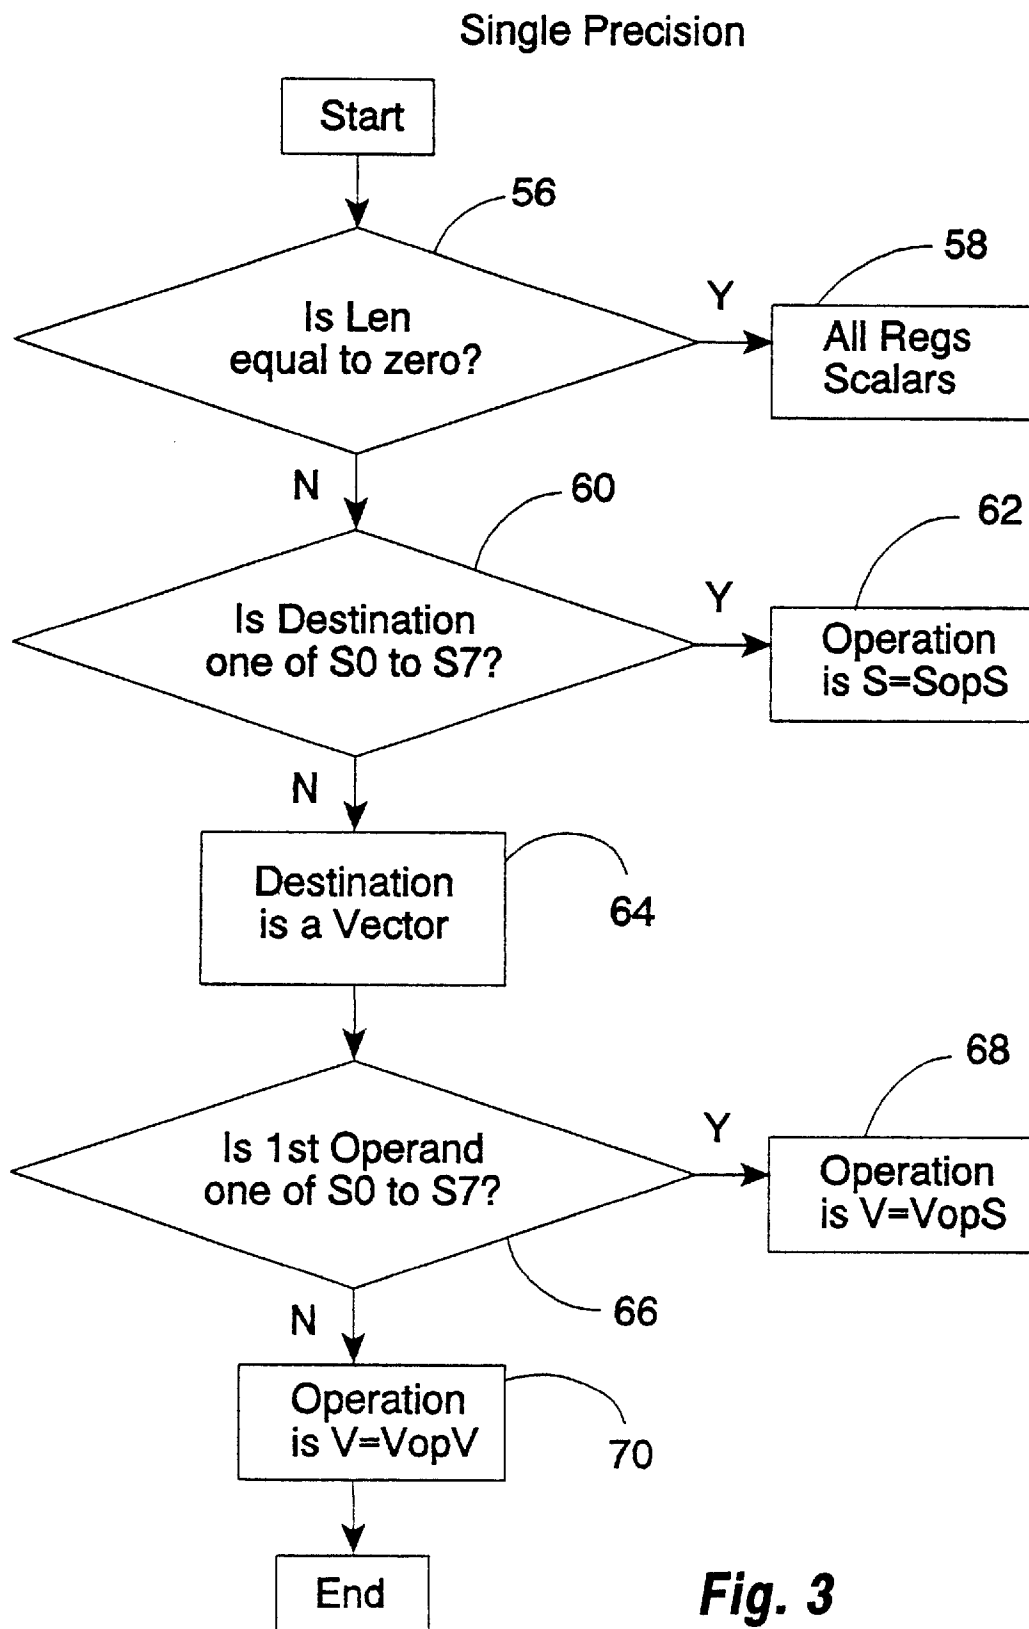 Single Precision
Start
56
58
Is Len
equal to zero?
Y
All Regs
Scalars
N
60
62
Is Destination
one of S0 to S7?
Y
Operation
is S=SopS
N
Destination
is a Vector
64
68
Is 1st Operand
one of S0 to S7?
Y
Operation
is V=VopS
66
N
Operation
is V=VopV
70
End
Fig. 3